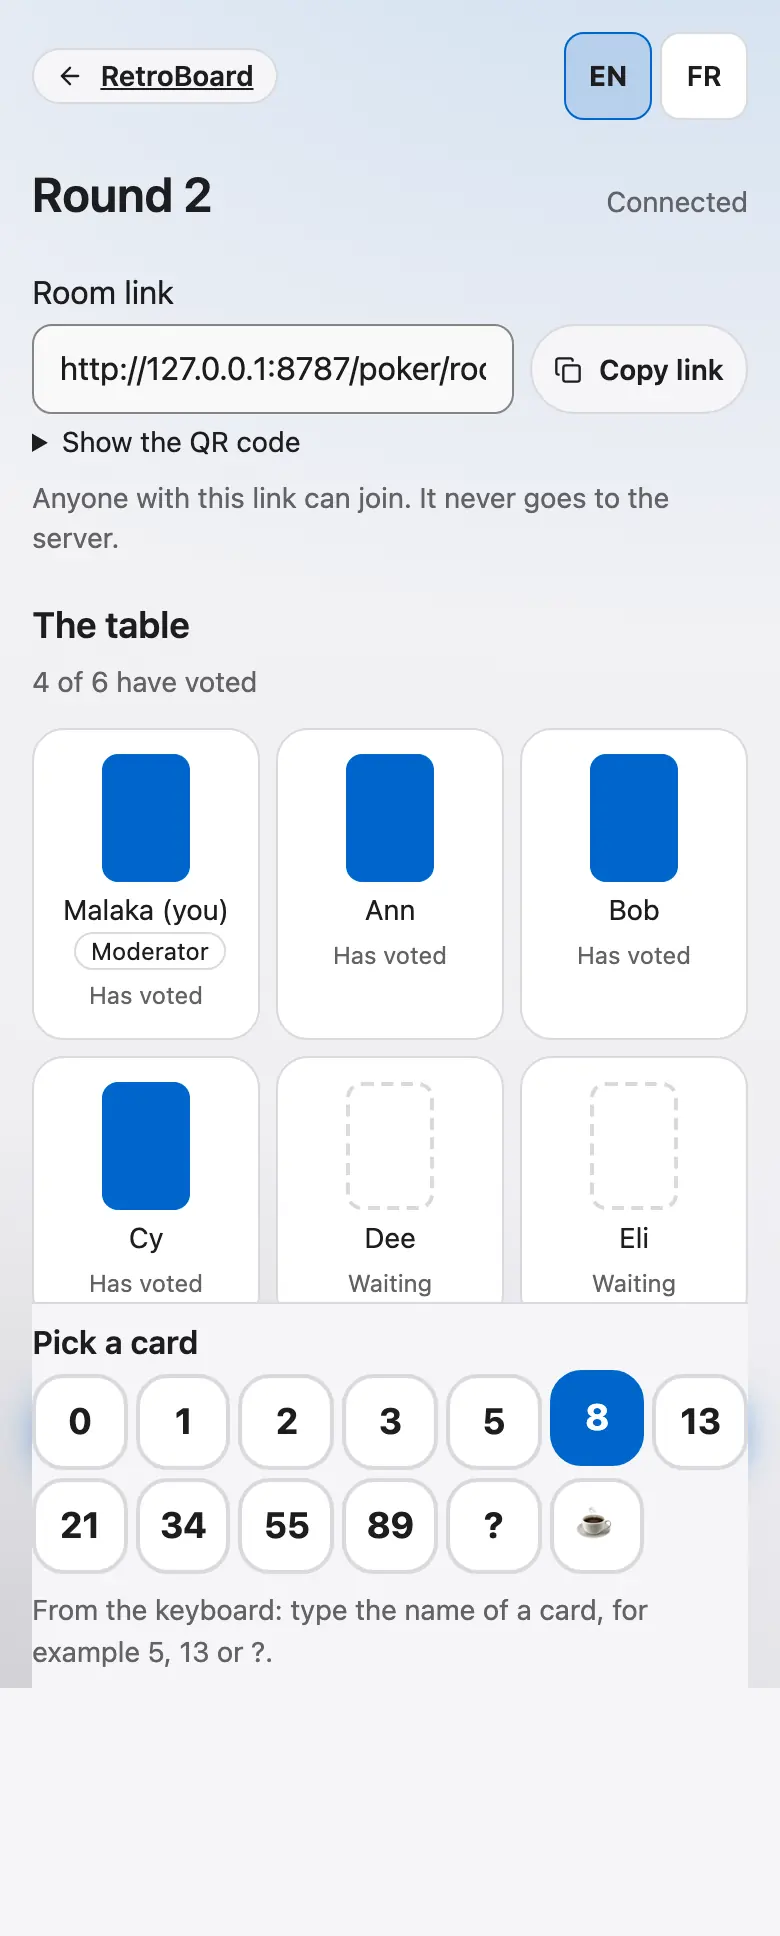 RetroBoard
EN
FR
Round 2
Connected
Room link
http://127.0.0.1:8787/poker/roo
Copy link
Show the QR code
Anyone with this link can join. It never goes to the
server.
The table
4 of 6 have voted
Malaka (you)
Moderator
Has voted
Ann
Has voted
Bob
Has voted
Cy
Has voted
Dee
Waiting
Eli
Waiting
Pick a card
0 1 2 3 5 8 13
21 34 55 89 ?
From the keyboard: type the name of a card, for
example 5, 13 or ?.